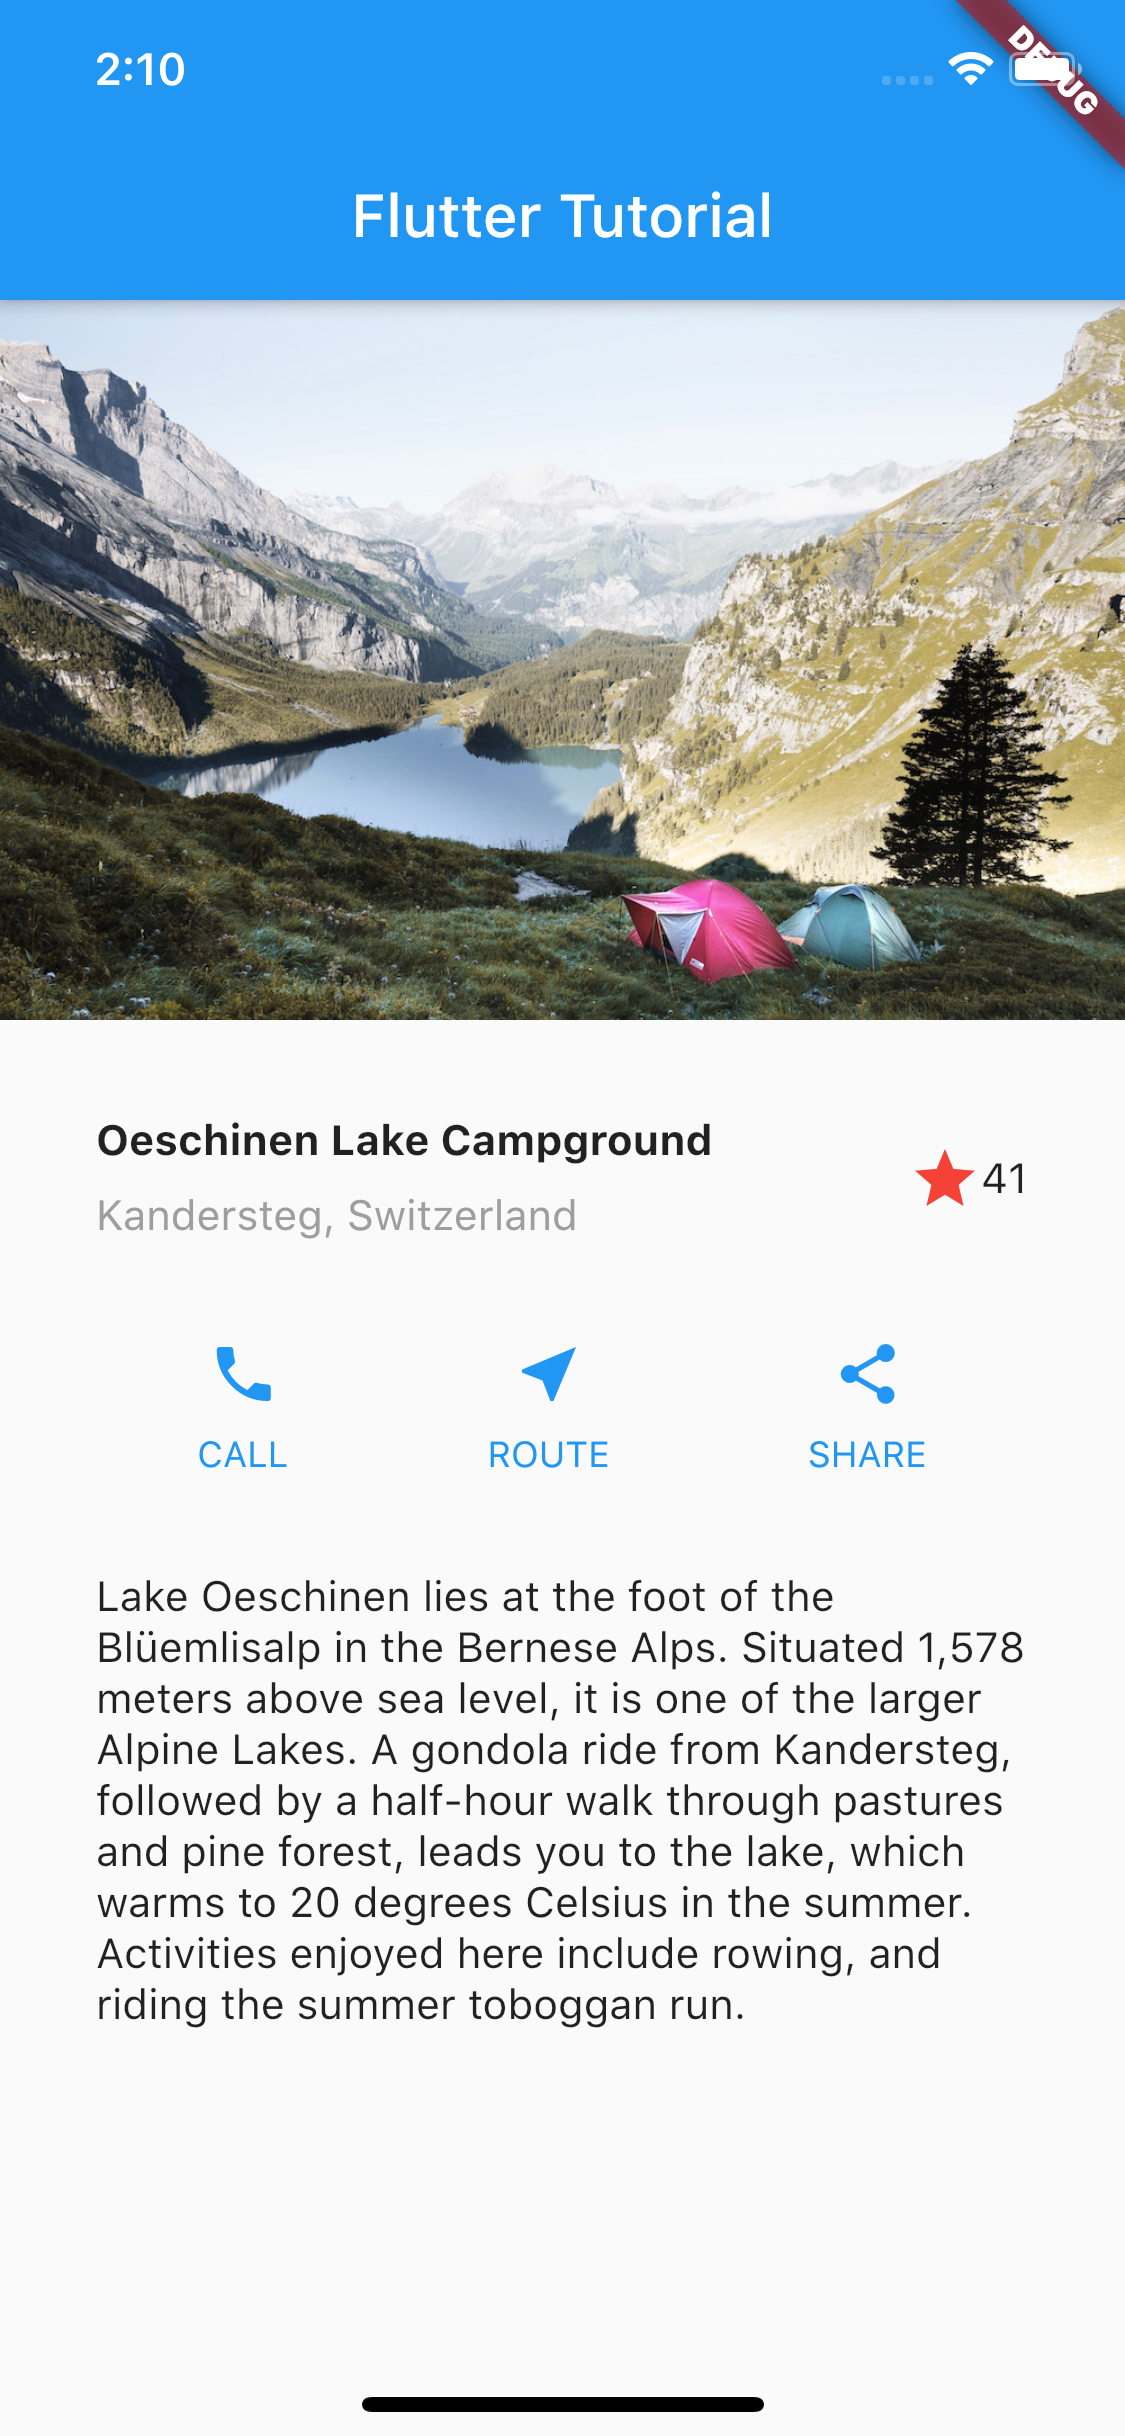 2:10
DEBUG
Flutter Tutorial
Oeschinen Lake Campground
Kandersteg, Switzerland
41
CALL
ROUTE
SHARE
Lake Oeschinen lies at the foot of the
Blüemlisalp in the Bernese Alps. Situated 1,578
meters above sea level, it is one of the larger
Alpine Lakes. A gondola ride from Kandersteg,
followed by a half-hour walk through pastures
and pine forest, leads you to the lake, which
warms to 20 degrees Celsius in the summer.
Activities enjoyed here include rowing, and
riding the summer toboggan run.